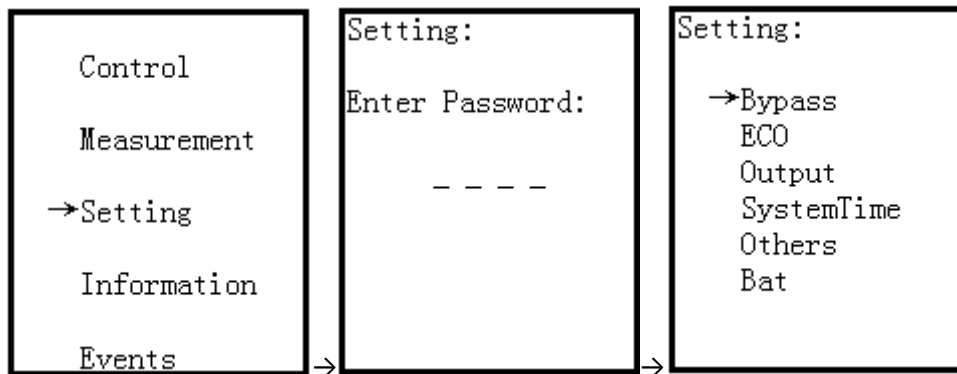 Control
Measurement
→Setting
Information
Events
→
Setting:
Enter Password:
_ _ _ _
→
Setting:
→Bypass
ECO
Output
SystemTime
Others
Bat